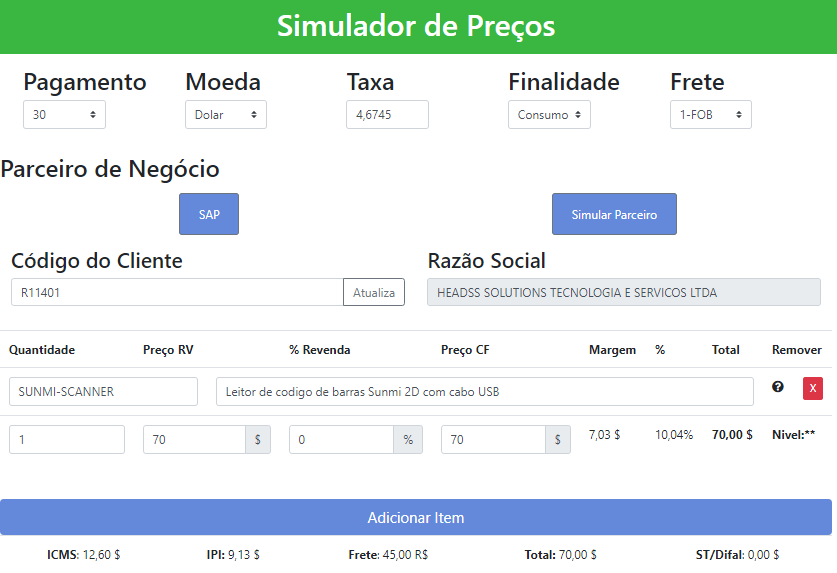 Simulador de Preços
Pagamento Moeda Taxa Finalidade Frete
30 Dolar 4,6745 Consumo 1-FOB
Parceiro de Negócio
SAP Simular Parceiro
Código do Cliente Razão Social
R11401 Atualiza HEADSS SOLUTIONS TECNOLOGIA E SERVICOS LTDA
Quantidade Preço RV % Revenda Preço CF Margem % Total Remover
SUNMI-SCANNER Leitor de codigo de barras Sunmi 2D com cabo USB ? X
1 70 $ 0 % 70 $ 7,03 $ 10,04% 70,00 $ Nivel:**
Adicionar Item
ICMS: 12,60 $ IPI: 9,13 $ Frete: 45,00 R$ Total: 70,00 $ ST/Difal: 0,00 $